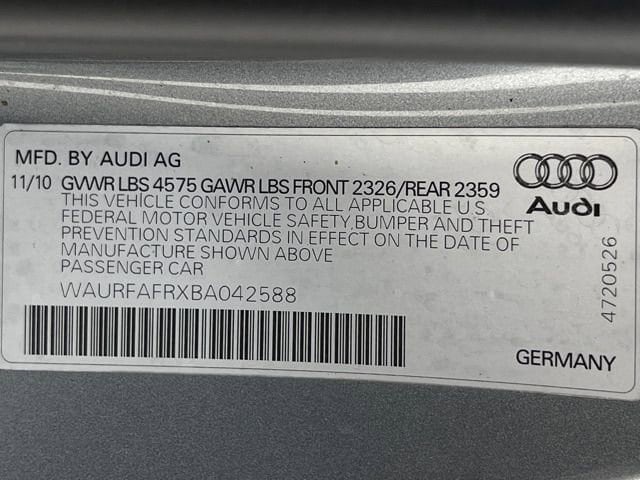 MFD. BY AUDI AG
11/10 GVWR LBS 4575 GAWR LBS FRONT 2326/REAR 2359
THIS VEHICLE CONFORMS TO ALL APPLICABLE U S
FEDERAL MOTOR VEHICLE SAFETY,BUMPER AND THEFT
PREVENTION STANDARDS IN EFFECT ON THE DATE OF
MANUFACTURE SHOWN ABOVE
PASSENGER CAR
WAURFAFRXBA042588
Audi
4720526
GERMANY